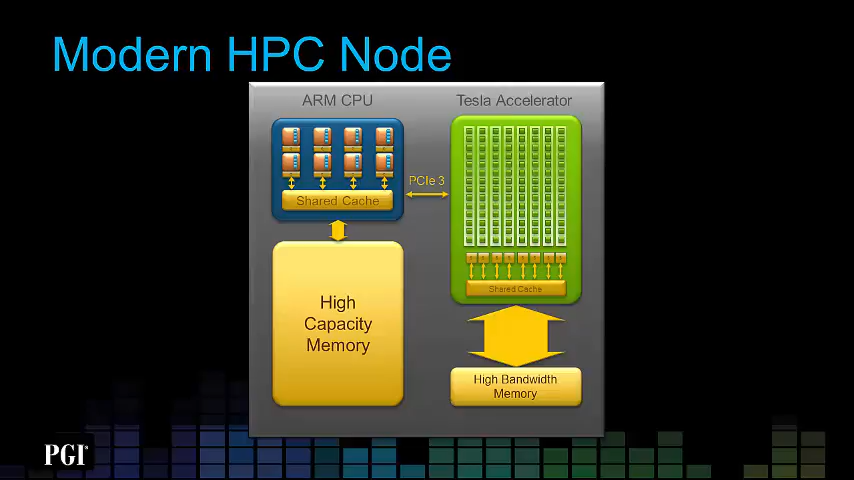 Modern HPC Node
ARM CPU
Tesla Accelerator
PCIe 3
Shared Cache
Shared Cache
High
Capacity
Memory
High Bandwidth
Memory
PGI®